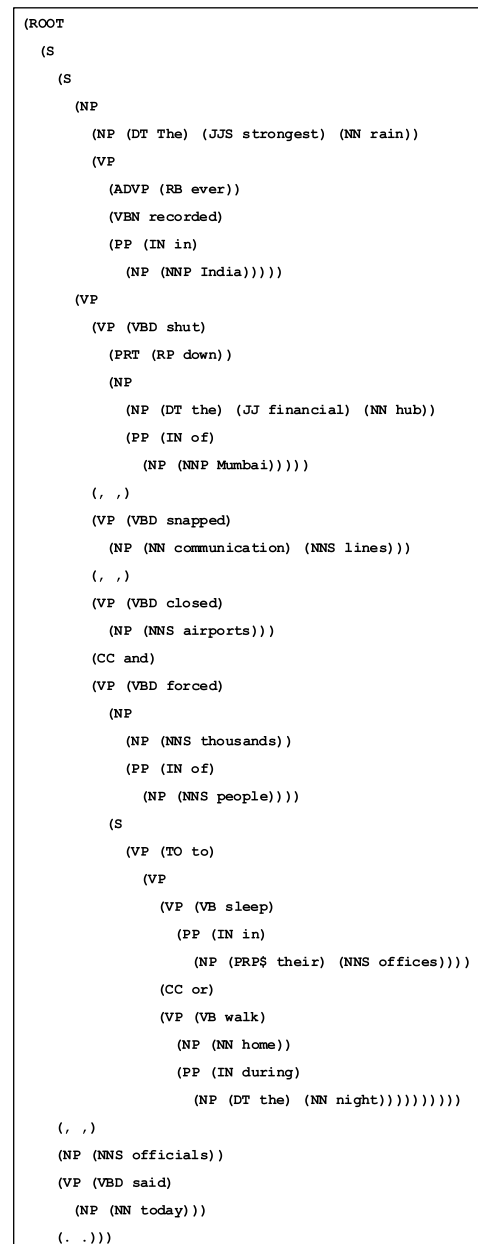 (ROOT
(S
(S
(NP
(NP (DT The) (JJS strongest) (NN rain))
(VP
(ADVP (RB ever))
(VBN recorded)
(PP (IN in)
(NP (NNP India)))))
(VP
(VP (VBD shut)
(PRT (RP down))
(NP
(NP (DT the) (JJ financial) (NN hub))
(PP (IN of)
(NP (NNP Mumbai)))))
(, ,)
(VP (VBD snapped)
(NP (NN communication) (NNS lines)))
(, ,)
(VP (VBD closed)
(NP (NNS airports)))
(CC and)
(VP (VBD forced)
(NP
(NP (NNS thousands))
(PP (IN of)
(NP (NNS people))))
(S
(VP (TO to)
(VP
(VP (VB sleep)
(PP (IN in)
(NP (PRP$ their) (NNS offices))))
(CC or)
(VP (VB walk)
(NP (NN home))
(PP (IN during)
(NP (DT the) (NN night))))))))))
(, ,)
(NP (NNS officials))
(VP (VBD said)
(NP (NN today)))
(. .)))